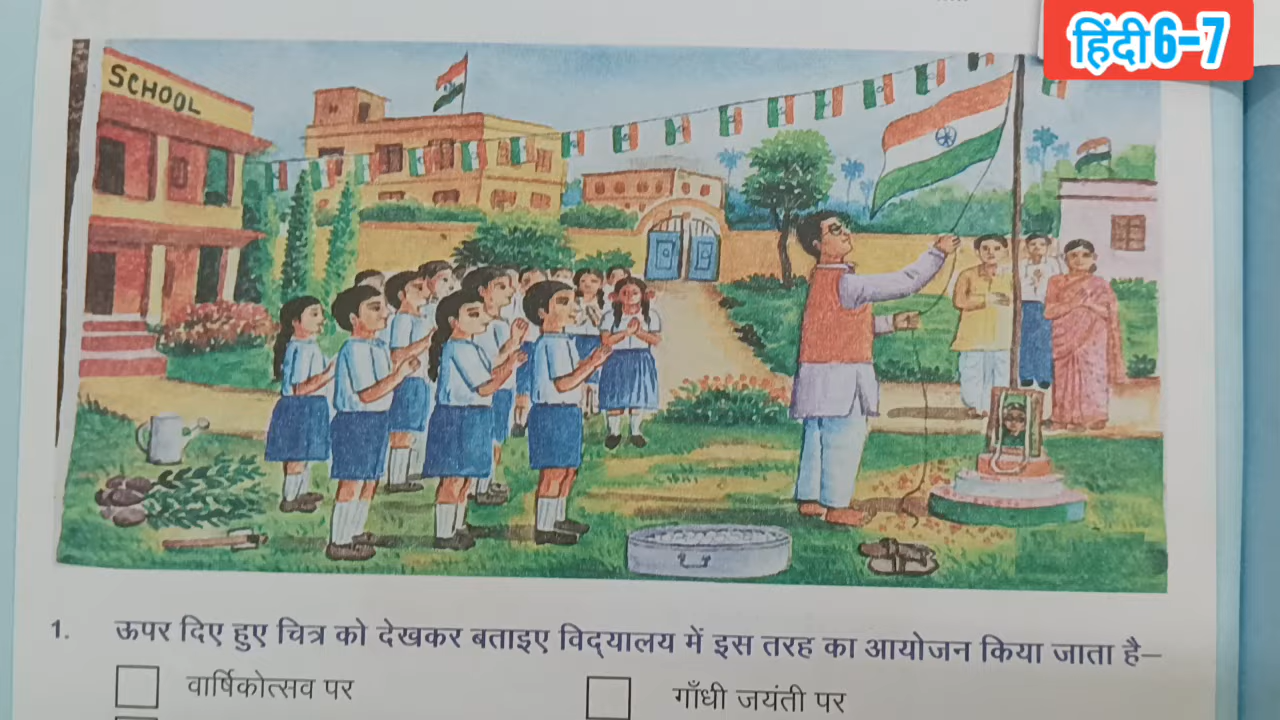 हिंदी 6-7
SCHOOL
1. ऊपर दिए हुए चित्र को देखकर बताइए विद्यालय में इस तरह का आयोजन किया जाता है–
वार्षिकोत्सव पर
गाँधी जयंती पर